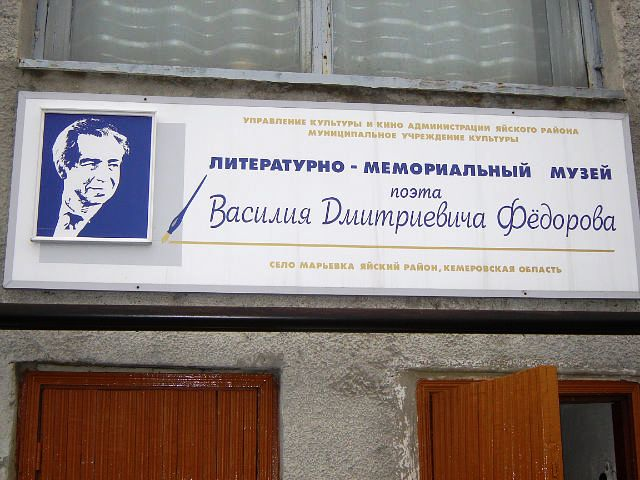 УПРАВЛЕНИЕ КУЛЬТУРЫ И КИНО АДМИНИСТРАЦИИ ЯЙСКОГО РАЙОНА
МУНИЦИПАЛЬНОЕ УЧРЕЖДЕНИЕ КУЛЬТУРЫ
ЛИТЕРАТУРНО - МЕМОРИАЛЬНЫЙ МУЗЕЙ
поэта
Василия Дмитриевича Фёдорова
СЕЛО МАРЬЕВКА ЯЙСКИЙ РАЙОН, КЕМЕРОВСКАЯ ОБЛАСТЬ